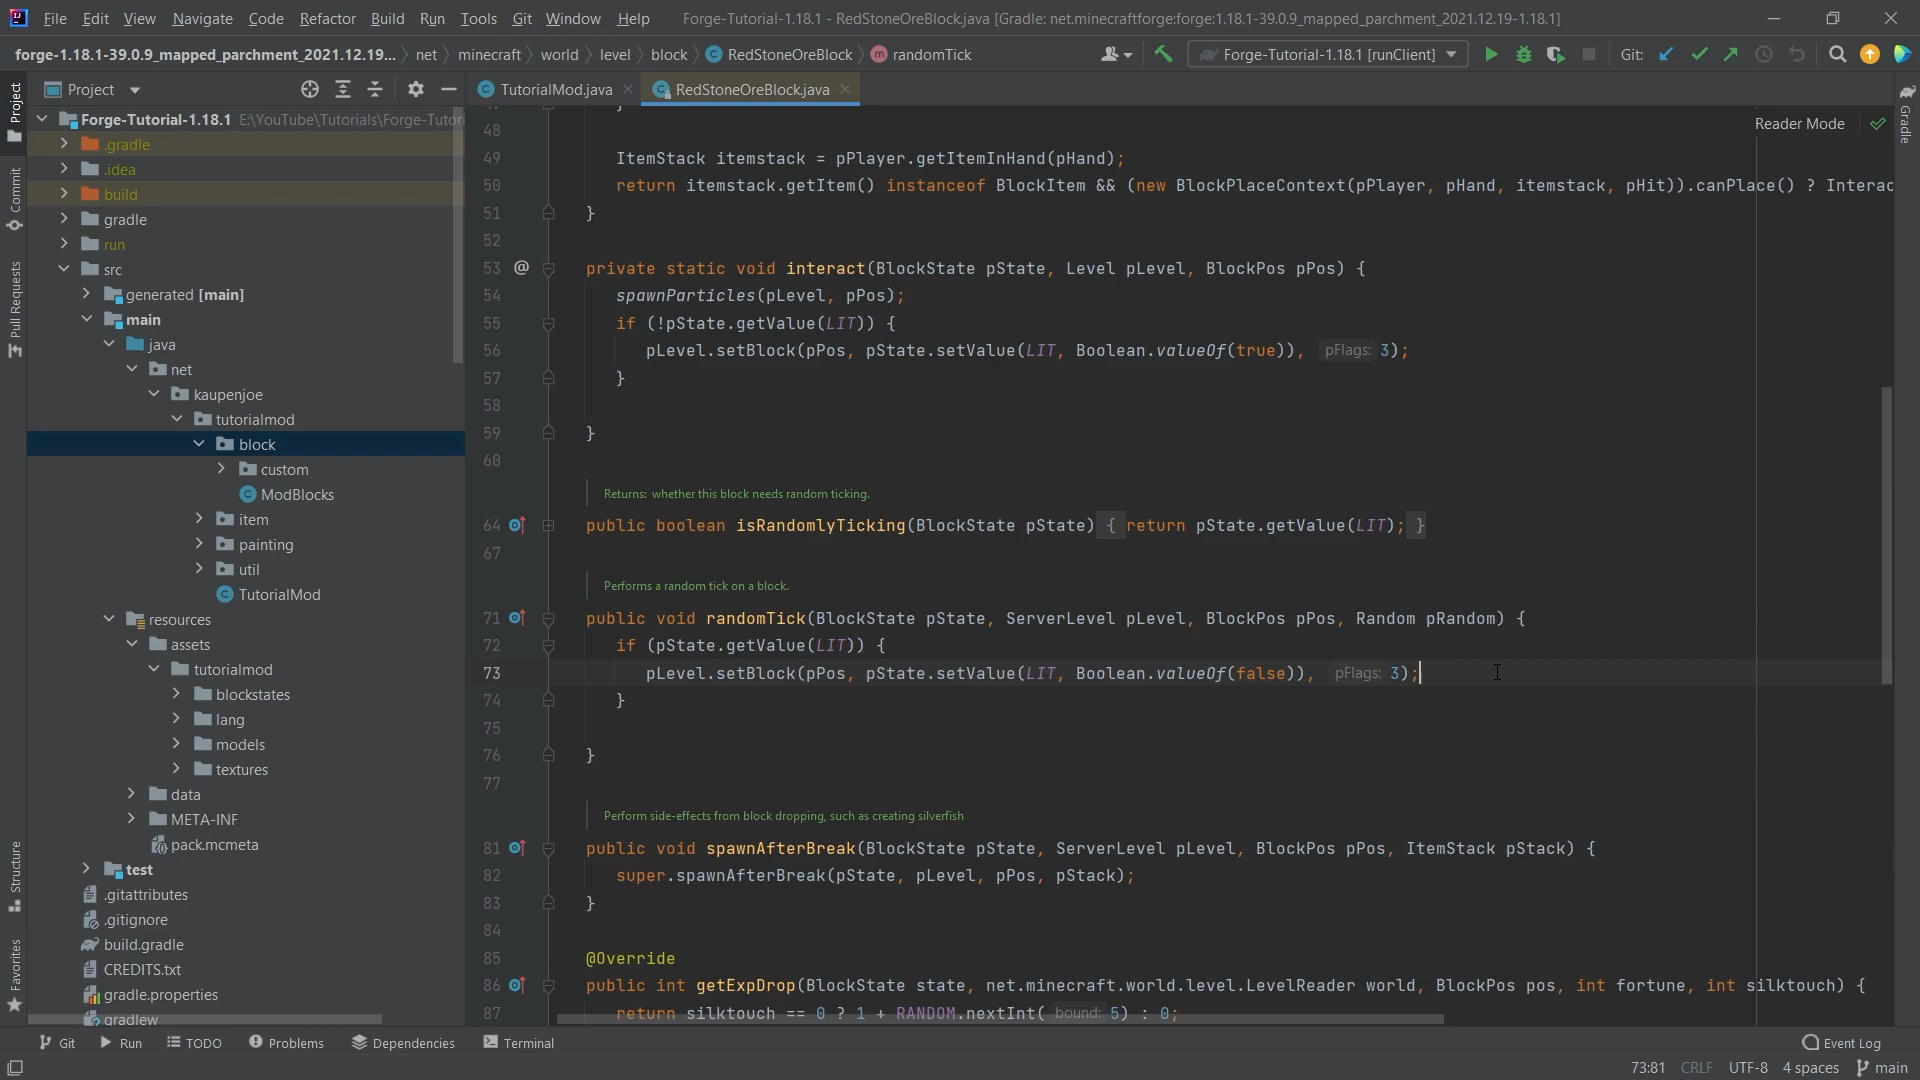 File Edit View Navigate Code Refactor Build Run Tools Git Window Help Forge-Tutorial-1.18.1 - RedStoneOreBlock.java [Gradle: net.minecraftforge:forge:1.18.1-39.0.9_mapped_parchment_2021.12.19-1.18.1]
forge-1.18.1-39.0.9_mapped_parchment_2021.12.19... net minecraft world level block RedStoneOreBlock randomTick Forge-Tutorial-1.18.1 [runClient] Git:
Project
TutorialMod.java RedStoneOreBlock.java
Reader Mode
Project
Commit
Pull Requests
Structure
Favorites
Gradle
Forge-Tutorial-1.18.1 E:\YouTube\Tutorials\Forge-Tutori
.gradle
.idea
build
gradle
run
src
generated [main]
main
java
net
kaupenjoe
tutorialmod
block
custom
ModBlocks
item
painting
util
TutorialMod
resources
assets
tutorialmod
blockstates
lang
models
textures
data
META-INF
pack.mcmeta
test
.gitattributes
.gitignore
build.gradle
CREDITS.txt
gradle.properties
gradlew
47 }
48
49 ItemStack itemstack = pPlayer.getItemInHand(pHand);
50 return itemstack.getItem() instanceof BlockItem && (new BlockPlaceContext(pPlayer, pHand, itemstack, pHit)).canPlace() ? Interac
51 }
52
53 @ private static void interact(BlockState pState, Level pLevel, BlockPos pPos) {
54 spawnParticles(pLevel, pPos);
55 if (!pState.getValue(LIT)) {
56 pLevel.setBlock(pPos, pState.setValue(LIT, Boolean.valueOf(true)), pFlags: 3);
57 }
58
59 }
60
Returns: whether this block needs random ticking.
64 public boolean isRandomlyTicking(BlockState pState) { return pState.getValue(LIT); }
67
Performs a random tick on a block.
71 public void randomTick(BlockState pState, ServerLevel pLevel, BlockPos pPos, Random pRandom) {
72 if (pState.getValue(LIT)) {
73 pLevel.setBlock(pPos, pState.setValue(LIT, Boolean.valueOf(false)), pFlags: 3);
74 }
75
76 }
77
Perform side-effects from block dropping, such as creating silverfish
81 public void spawnAfterBreak(BlockState pState, ServerLevel pLevel, BlockPos pPos, ItemStack pStack) {
82 super.spawnAfterBreak(pState, pLevel, pPos, pStack);
83 }
84
85 @Override
86 public int getExpDrop(BlockState state, net.minecraft.world.level.LevelReader world, BlockPos pos, int fortune, int silktouch) {
87 return silktouch == 0 ? 1 + RANDOM.nextInt( bound: 5) : 0;
Git Run TODO Problems Dependencies Terminal Event Log
73:81 CRLF UTF-8 4 spaces main